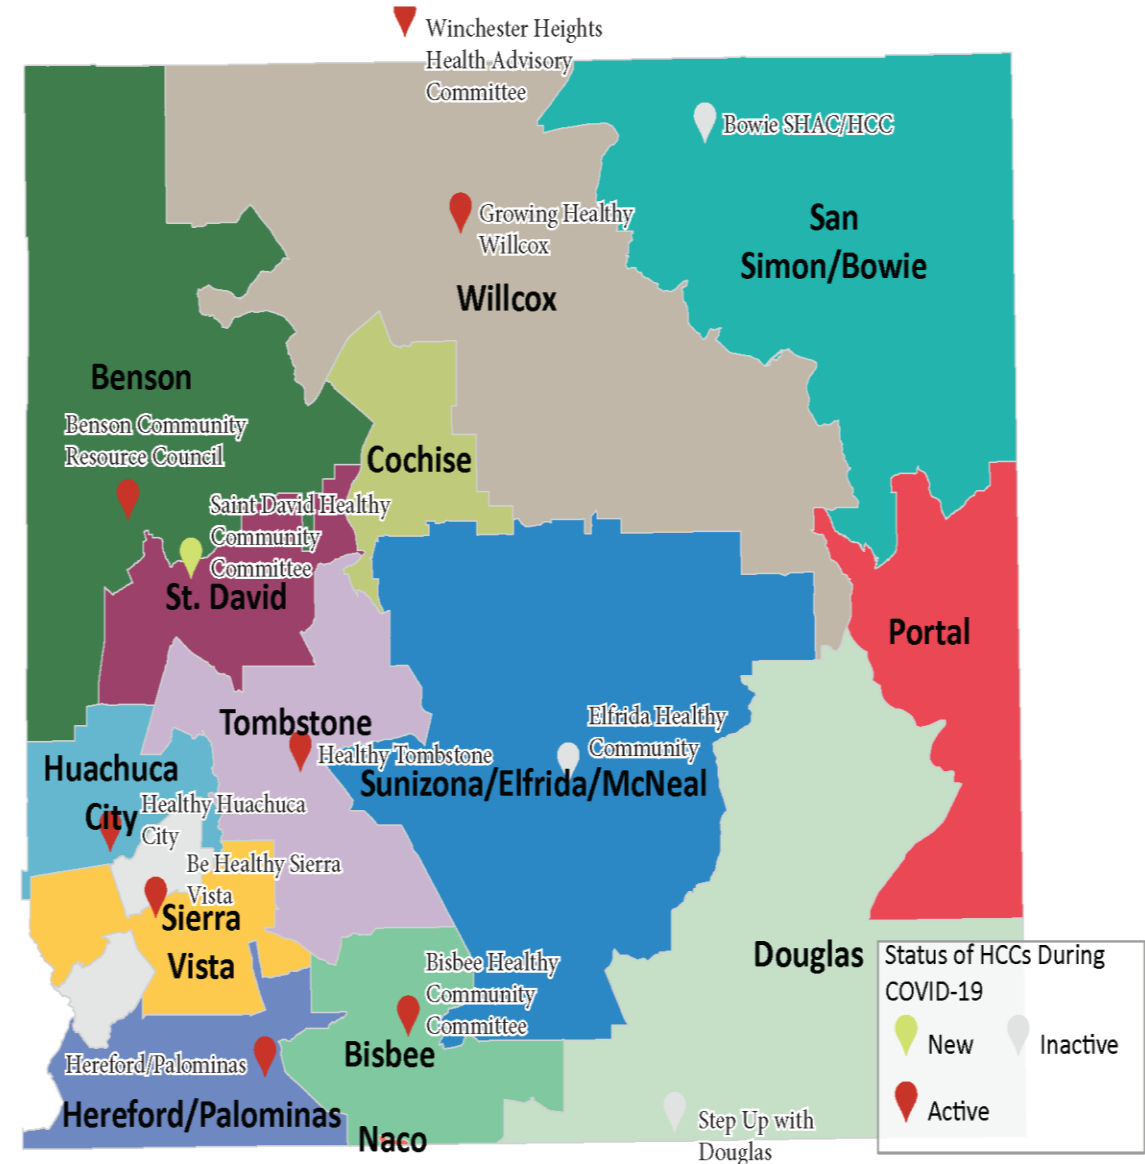 Winchester Heights
Health Advisory
Committee
Bowie SHAC/HCC
Growing Healthy
Willcox
San
Simon/Bowie
Willcox
Benson
Benson Community
Resource Council
Cochise
Saint David Healthy
Community
Committee
St. David
Portal
Tombstone
Healthy Tombstone
Elfrida Healthy
Community
Sunizona/Elfrida/McNeal
Huachuca
City
Healthy Huachuca
City
Be Healthy Sierra
Vista
Sierra
Vista
Douglas
Bisbee Healthy
Community
Committee
Bisbee
Hereford/Palominas
Hereford/Palominas
Naco
Step Up with
Douglas
Status of HCCs During
COVID-19
New
Inactive
Active